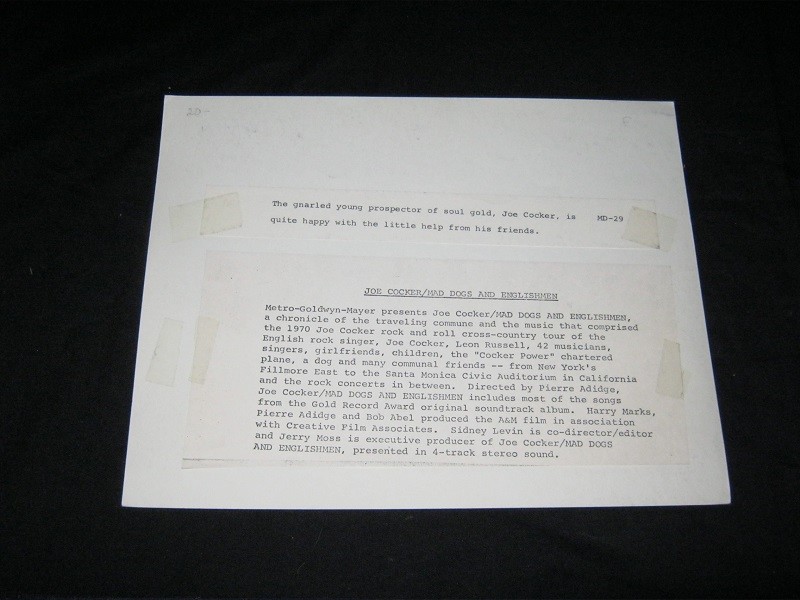 20-
The gnarled young prospector of soul gold, Joe Cocker, is MD-29
quite happy with the little help from his friends.
JOE COCKER/MAD DOGS AND ENGLISHMEN
Metro-Goldwyn-Mayer presents Joe Cocker/MAD DOGS AND ENGLISHMEN,
a chronicle of the traveling commune and the music that comprised
the 1970 Joe Cocker rock and roll cross-country tour of the
English rock singer, Joe Cocker, Leon Russell, 42 musicians,
singers, girlfriends, children, the "Cocker Power" chartered
plane, a dog and many communal friends -- from New York's
Fillmore East to the Santa Monica Civic Auditorium in California
and the rock concerts in between. Directed by Pierre Adidge,
Joe Cocker/MAD DOGS AND ENGLISHMEN includes most of the songs
from the Gold Record Award original soundtrack album. Harry Marks,
Pierre Adidge and Bob Abel produced the A&M film in association
with Creative Film Associates. Sidney Levin is co-director/editor
and Jerry Moss is executive producer of Joe Cocker/MAD DOGS
AND ENGLISHMEN, presented in 4-track stereo sound.